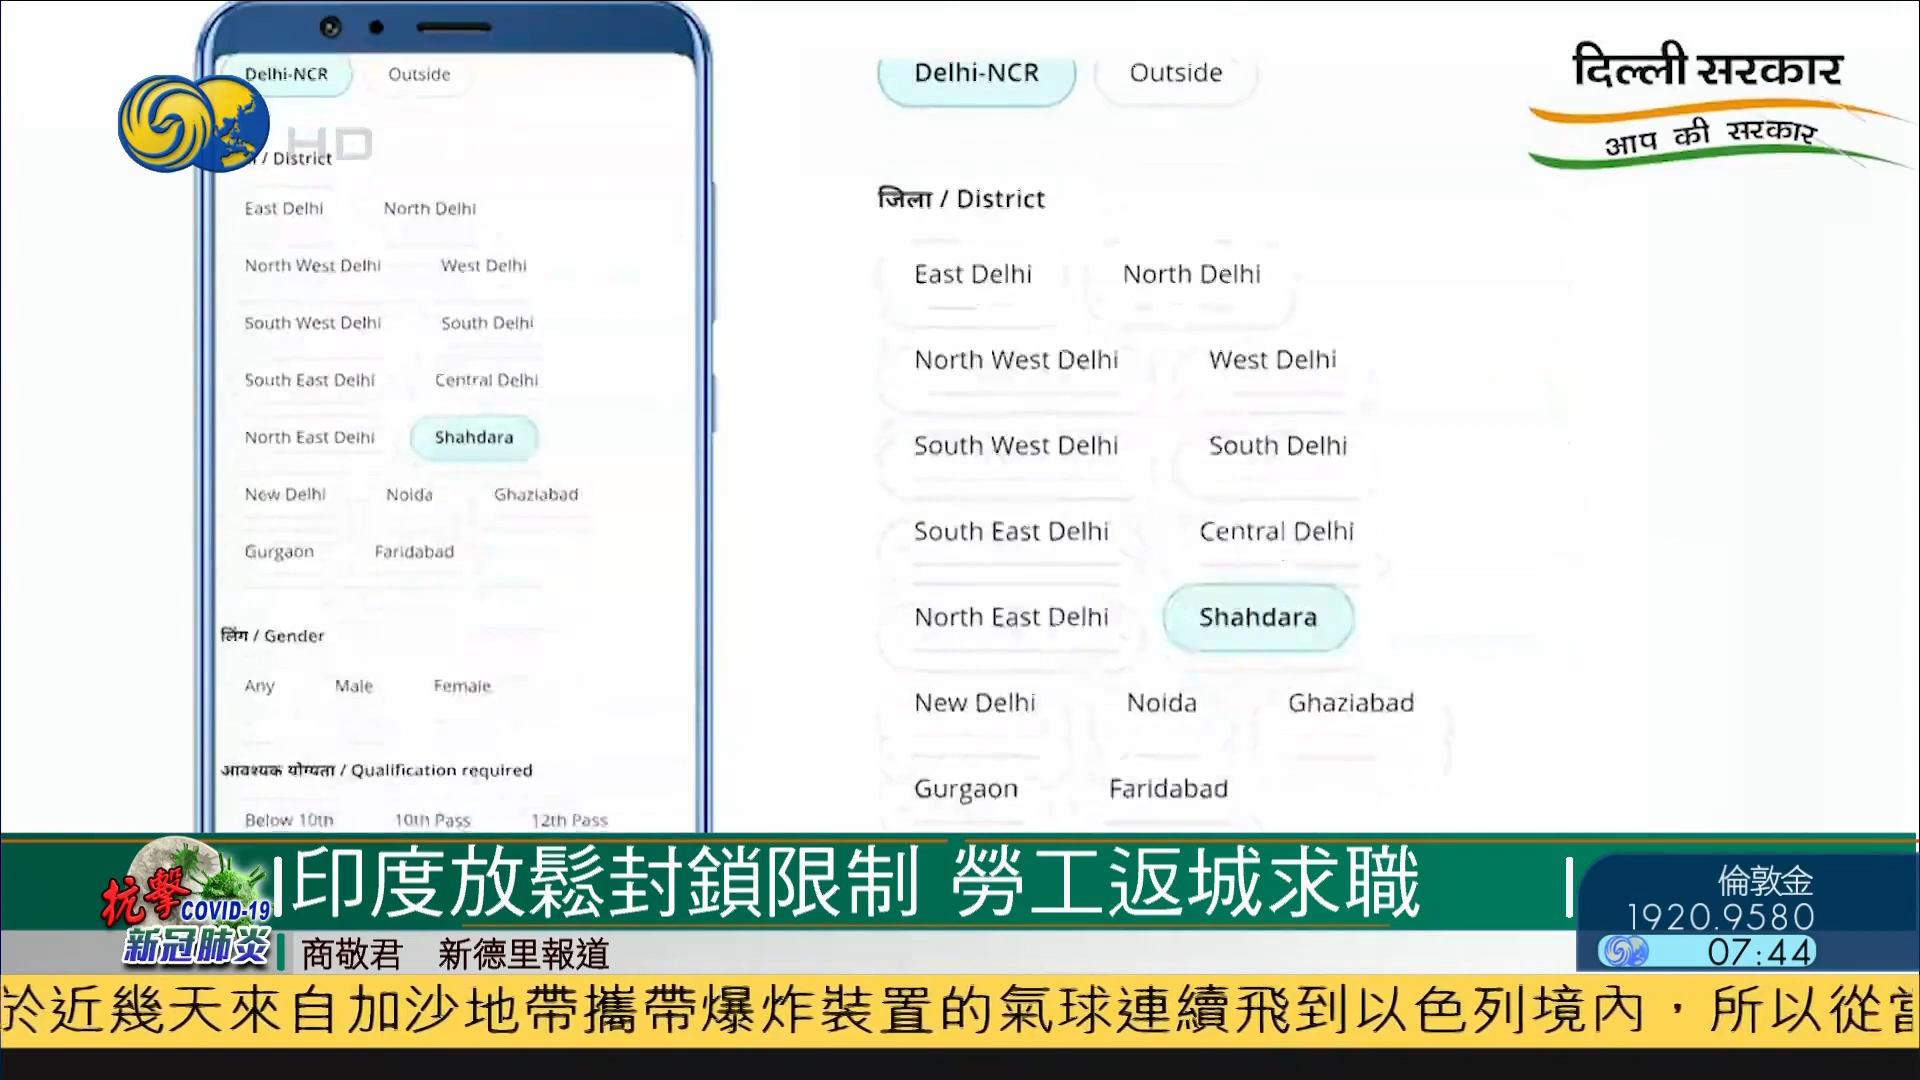 Delhi-NCR Outside
HD
/ District
East Delhi North Delhi
North West Delhi West Delhi
South West Delhi South Delhi
South East Delhi Central Delhi
North East Delhi Shahdara
New Delhi Noida Ghaziabad
Gurgaon Faridabad
लिंग / Gender
Any Male Female
आवश्यक योग्यता / Qualification required
Below 10th 10th Pass 12th Pass
Delhi-NCR Outside
जिला / District
East Delhi North Delhi
North West Delhi West Delhi
South West Delhi South Delhi
South East Delhi Central Delhi
North East Delhi Shahdara
New Delhi Noida Ghaziabad
Gurgaon Faridabad
दिल्ली सरकार
आप की सरकार
抗擊
COVID-19
新冠肺炎
印度放鬆封鎖限制 勞工返城求職
商敬君 新德里報道
倫敦金
1920.9580
07:44
於近幾天來自加沙地帶攜帶爆炸裝置的氣球連續飛到以色列境內，所以從當